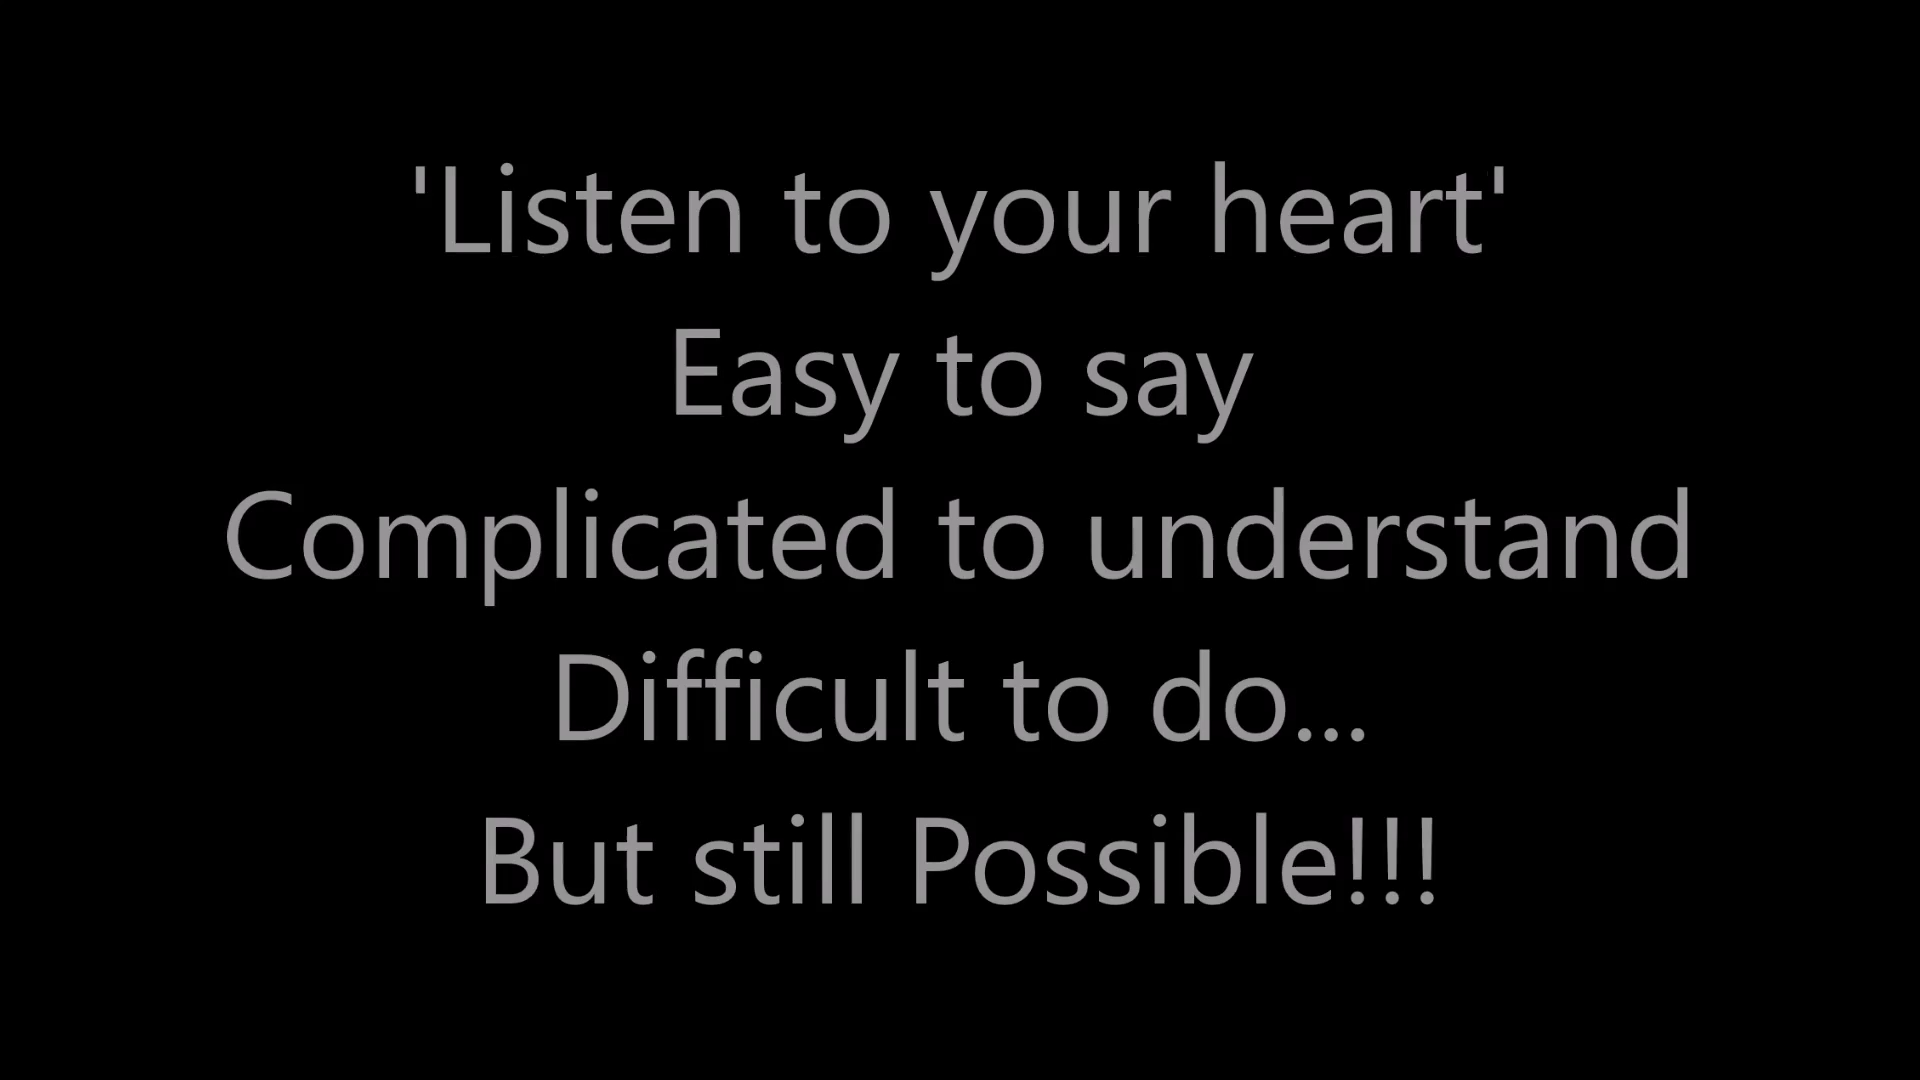 'Listen to your heart'
Easy to say
Complicated to understand
Difficult to do...
But still Possible!!!